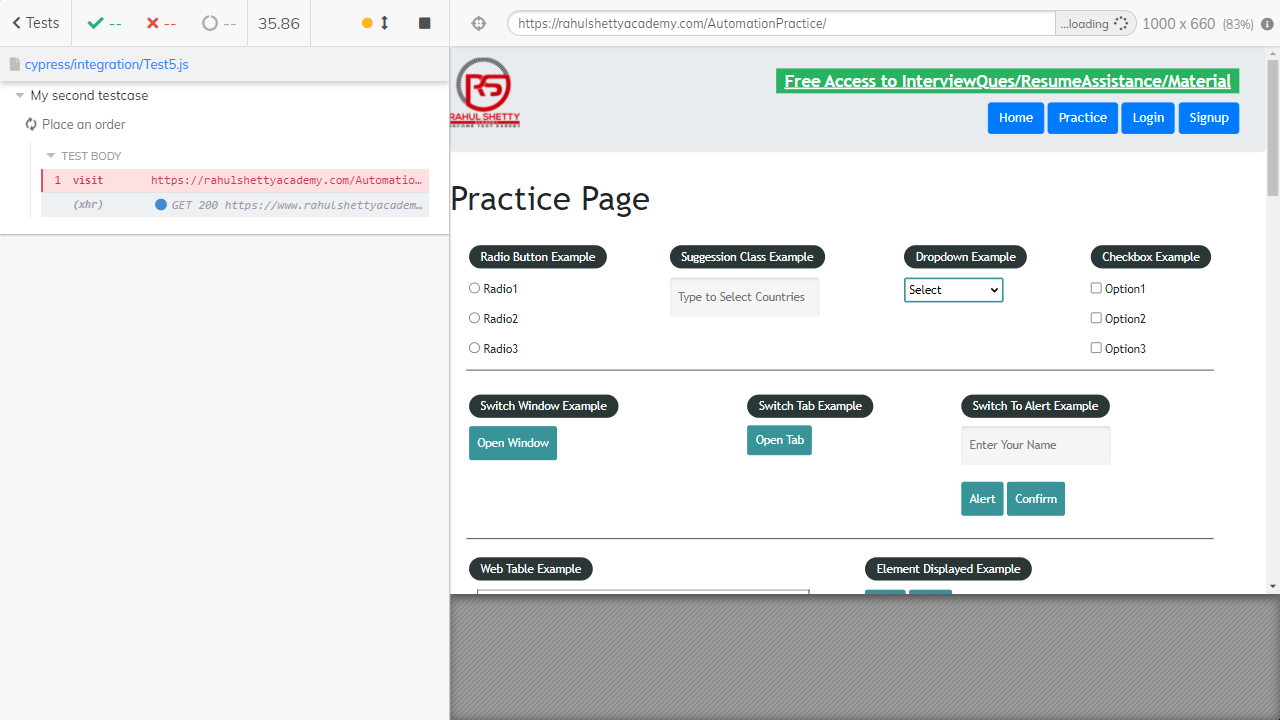 Tests
--
--
--
35.86
https://rahulshettyacademy.com/AutomationPractice/
...loading
1000 x 660 (83%)
cypress/integration/Test5.js
My second testcase
Place an order
TEST BODY
1 visit https://rahulshettyacademy.com/Automatio...
(xhr) GET 200 https://www.rahulshettyacadem...
RS
RAHUL SHETTY
ACADEMY
Free Access to InterviewQues/ResumeAssistance/Material
Home Practice Login Signup
Practice Page
Radio Button Example
Radio1
Radio2
Radio3
Suggession Class Example
Type to Select Countries
Dropdown Example
Select
Checkbox Example
Option1
Option2
Option3
Switch Window Example
Open Window
Switch Tab Example
Open Tab
Switch To Alert Example
Enter Your Name
Alert Confirm
Web Table Example
Element Displayed Example